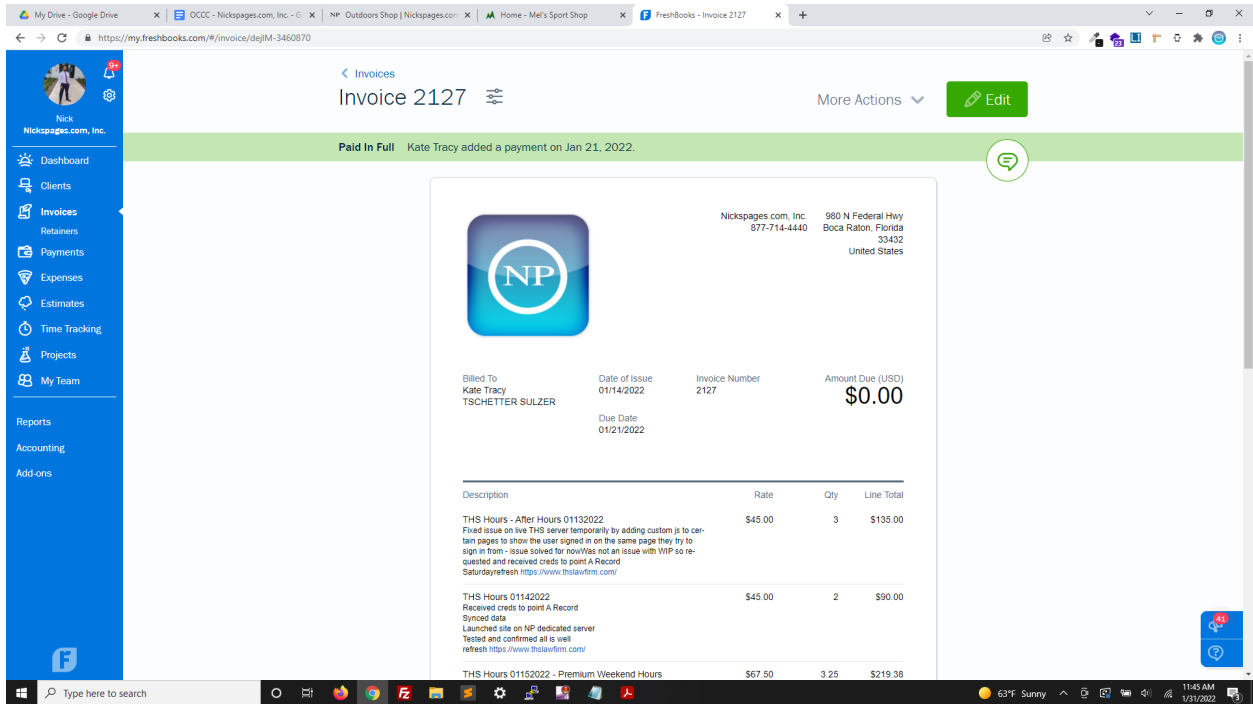 My Drive - Google Drive
OCCC - Nickspages.com, Inc. - G
NP Outdoors Shop | Nickspages.com
Home - Mel's Sport Shop
FreshBooks - Invoice 2127
https://my.freshbooks.com/#/invoice/dejlM-3460870
23
9+
Nick
Nickspages.com, Inc.
Dashboard
Clients
Invoices
Retainers
Payments
Expenses
Estimates
Time Tracking
Projects
My Team
Reports
Accounting
Add-ons
F
Invoices
Invoice 2127
More Actions
Edit
Paid In Full Kate Tracy added a payment on Jan 21, 2022.
NP
Nickspages.com, Inc.
877-714-4440
980 N Federal Hwy
Boca Raton, Florida
33432
United States
Billed To
Kate Tracy
TSCHETTER SULZER
Date of Issue
01/14/2022
Due Date
01/21/2022
Invoice Number
2127
Amount Due (USD)
$0.00
Description Rate Qty Line Total
THS Hours - After Hours 01132022 $45.00 3 $135.00
Fixed issue on live THS server temporarily by adding custom js to cer-
tain pages to show the user signed in on the same page they try to
sign in from - issue solved for nowWas not an issue with WIP so re-
quested and received creds to point A Record
Saturdayrefresh https://www.thslawfirm.com/
THS Hours 01142022 $45.00 2 $90.00
Received creds to point A Record
Synced data
Launched site on NP dedicated server
Tested and confirmed all is well
refresh https://www.thslawfirm.com/
THS Hours 01152022 - Premium Weekend Hours $67.50 3.25 $219.38
41
Type here to search
63°F Sunny
11:45 AM
1/31/2022
3